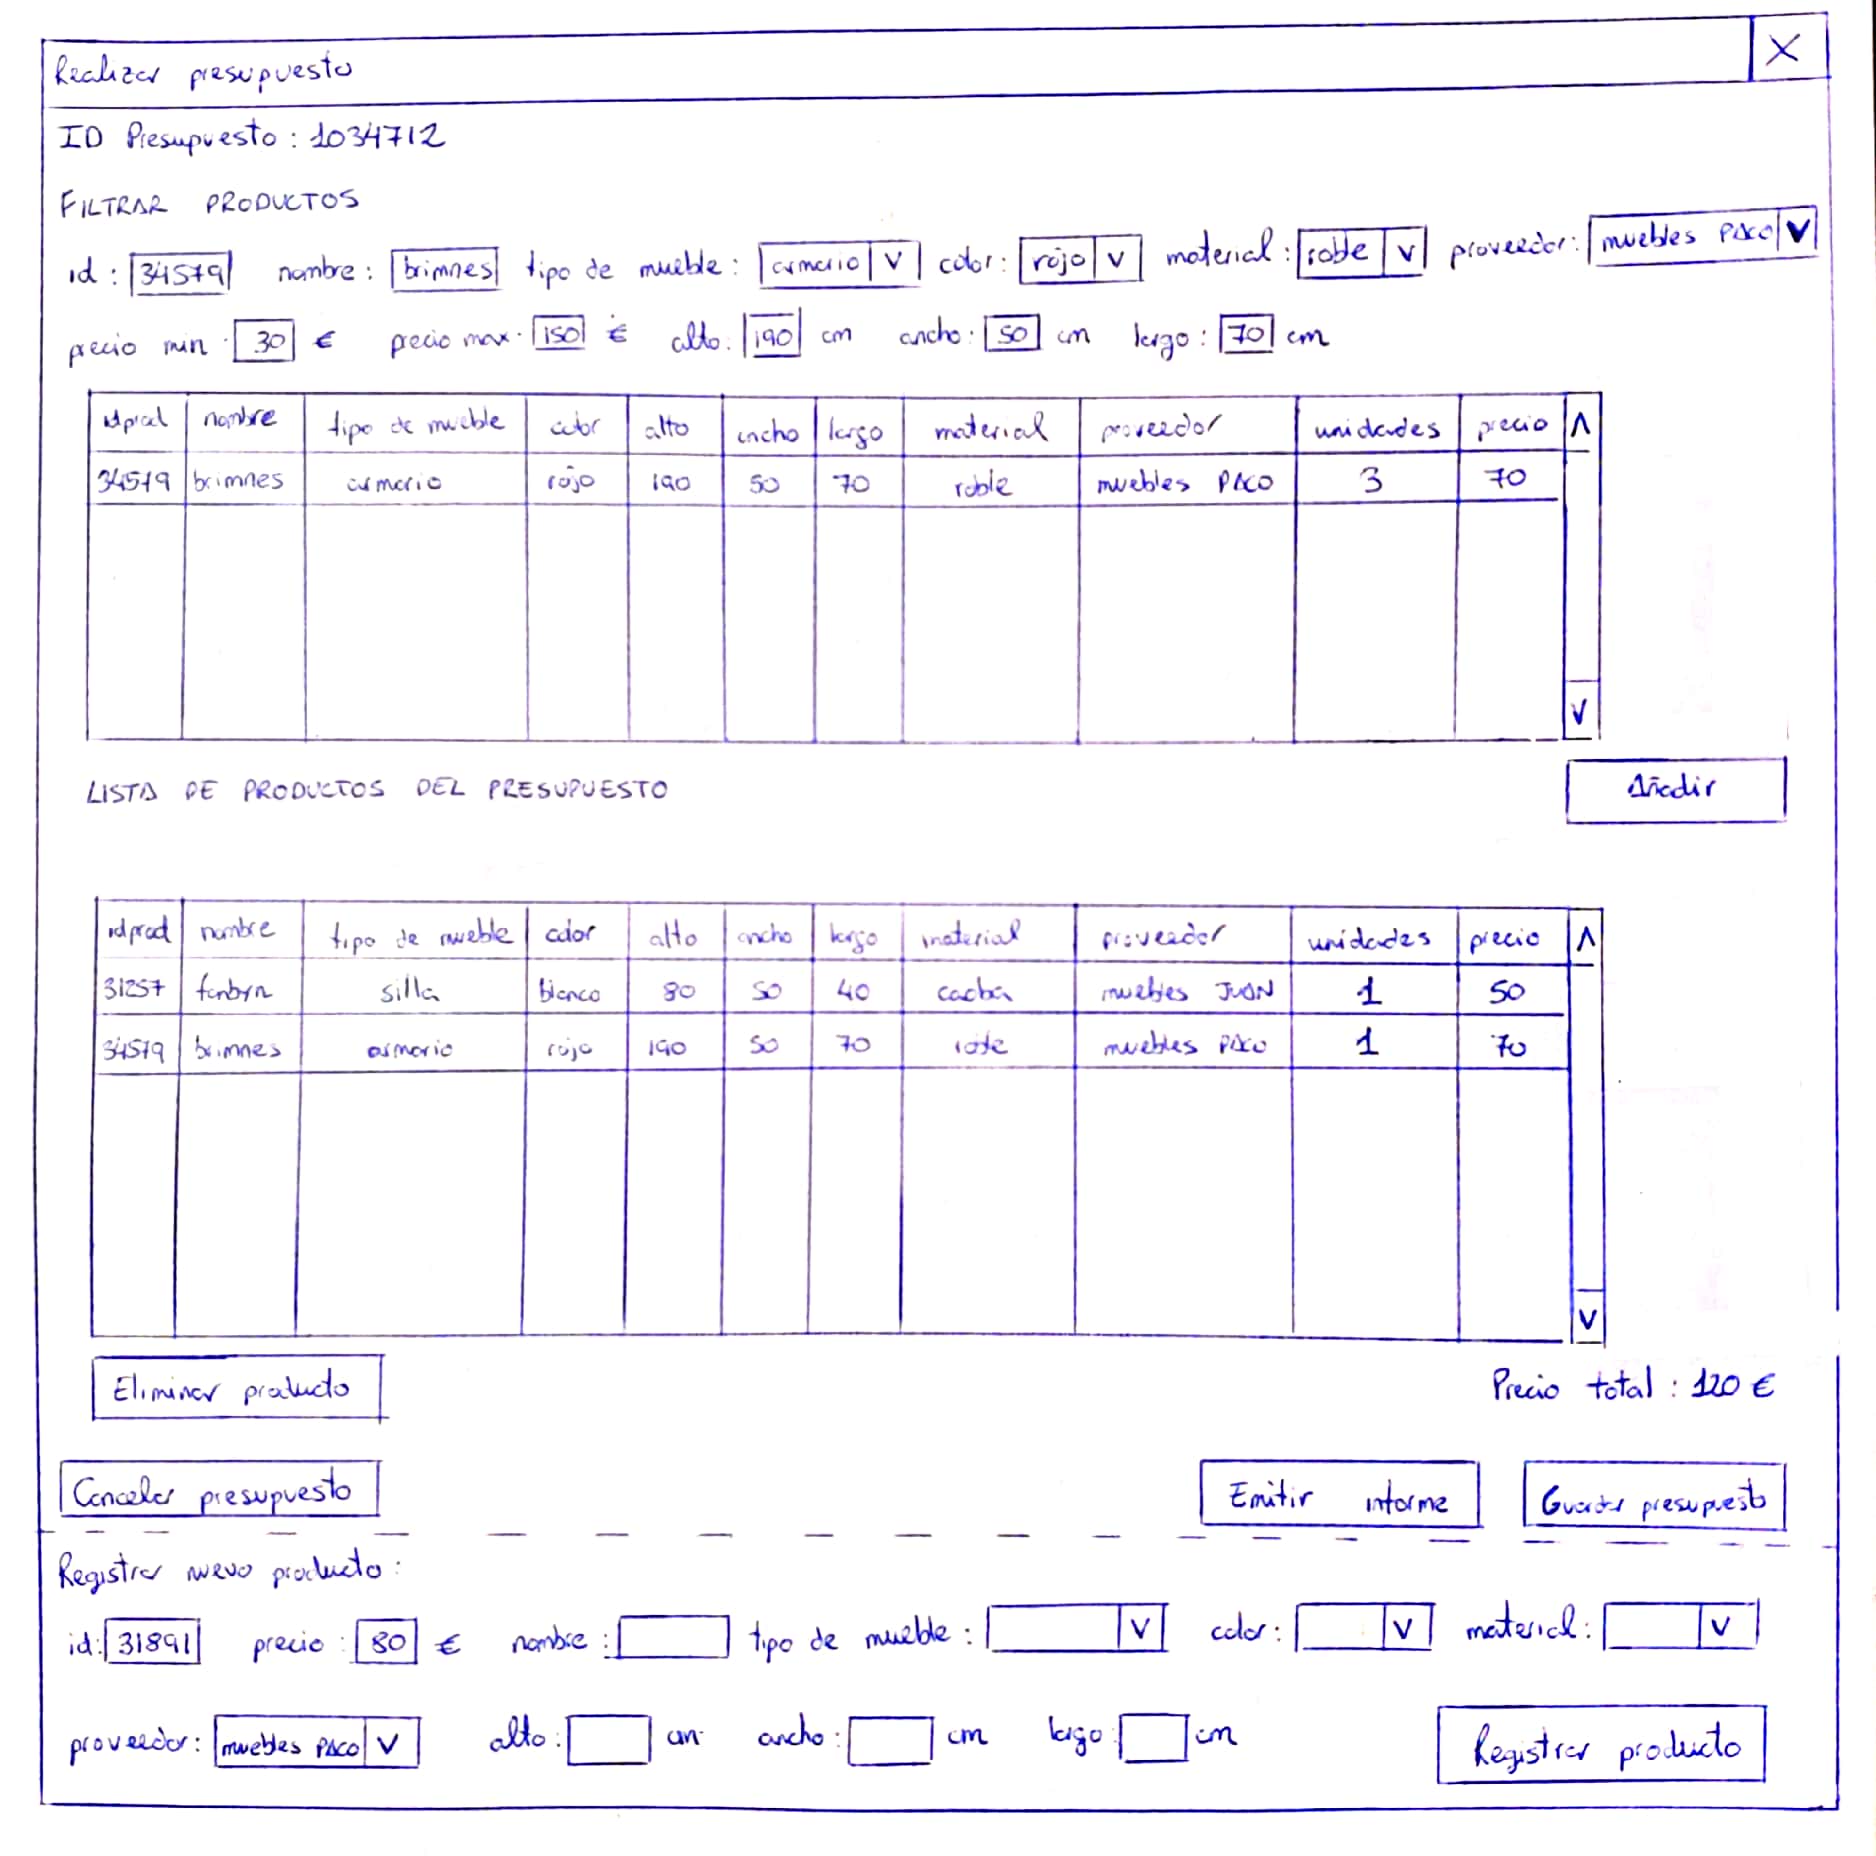 Realizar presupuesto X
ID Presupuesto : 1034712
FILTRAR PRODUCTOS
id : 34579 nombre : brimnes tipo de mueble : armario V color : rojo V material : roble V proveedor : muebles PACO V
precio min : 30 € precio max : 150 € alto : 190 cm ancho : 50 cm largo : 70 cm
idprod nombre tipo de mueble color alto ancho largo material proveedor unidades precio Λ
34579 brimnes armario rojo 190 50 70 roble muebles PACO 3 70
V
LISTA DE PRODUCTOS DEL PRESUPUESTO Añadir
idprod nombre tipo de mueble color alto ancho largo material proveedor unidades precio Λ
31257 silla blanco 80 50 40 caoba muebles JUAN 1 50
34579 brimnes armario rojo 190 50 70 roble muebles PACO 1 70
V
Eliminar producto Precio total : 120 €
Cancelar presupuesto Emitir informe Guardar presupuesto
Registrar nuevo producto :
id: 31891 precio : 80 € nombre : tipo de mueble : V color : V material : V
proveedor : muebles PACO V alto : cm ancho : cm largo : cm Registrar producto